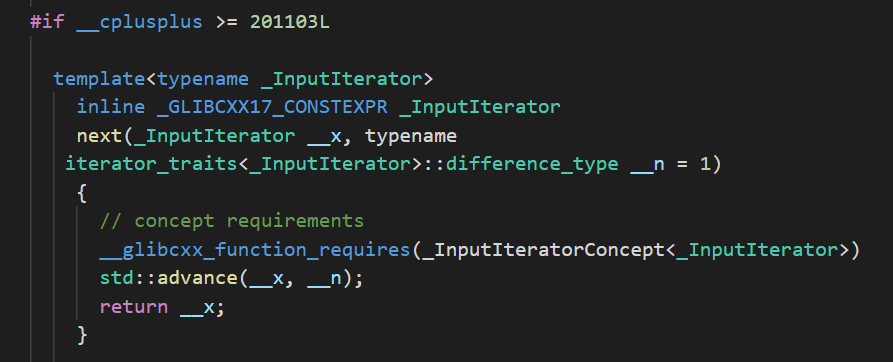 #if __cplusplus >= 201103L
template<typename _InputIterator>
inline _GLIBCXX17_CONSTEXPR _InputIterator
next(_InputIterator __x, typename
iterator_traits<_InputIterator>::difference_type __n = 1)
{
// concept requirements
__glibcxx_function_requires(_InputIteratorConcept<_InputIterator>)
std::advance(__x, __n);
return __x;
}